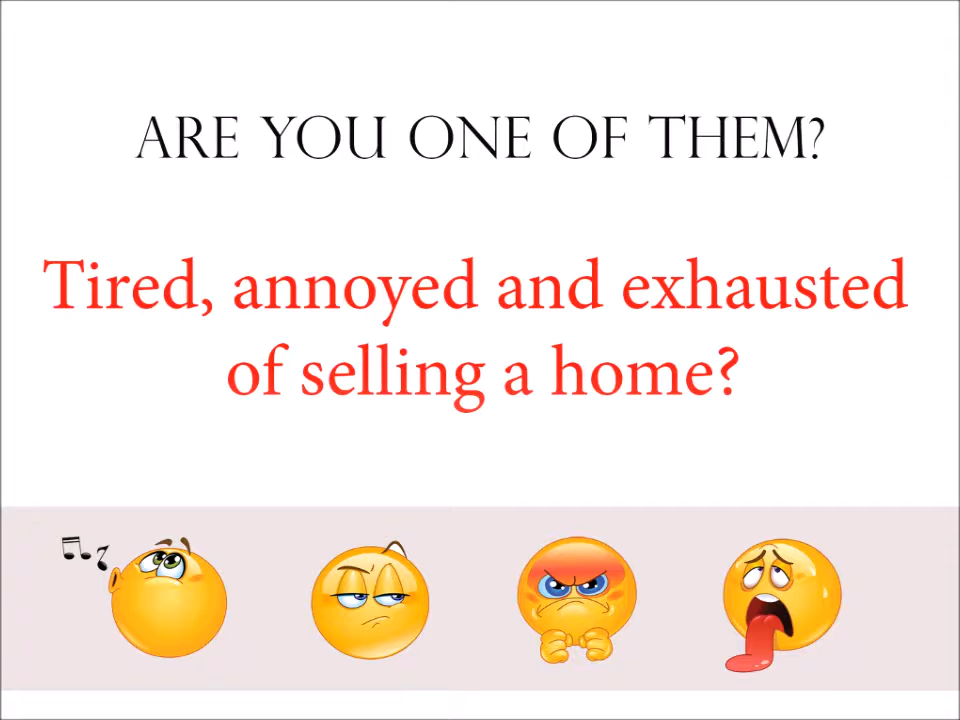 ARE YOU ONE OF THEM?
Tired, annoyed and exhausted
of selling a home?